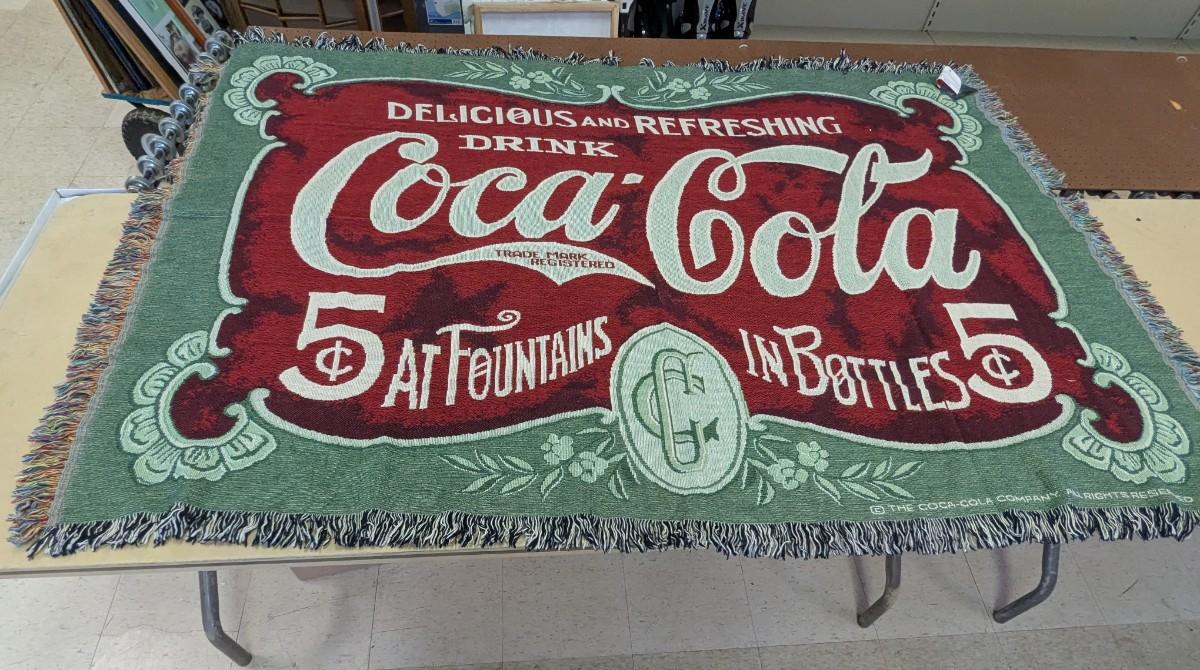 DELICIOUS AND REFRESHING
DRINK
Coca-Cola
TRADE MARK
REGISTERED
5¢ AT FOUNTAINS
IN BOTTLES 5¢
© THE COCA-COLA COMPANY. ALL RIGHTS